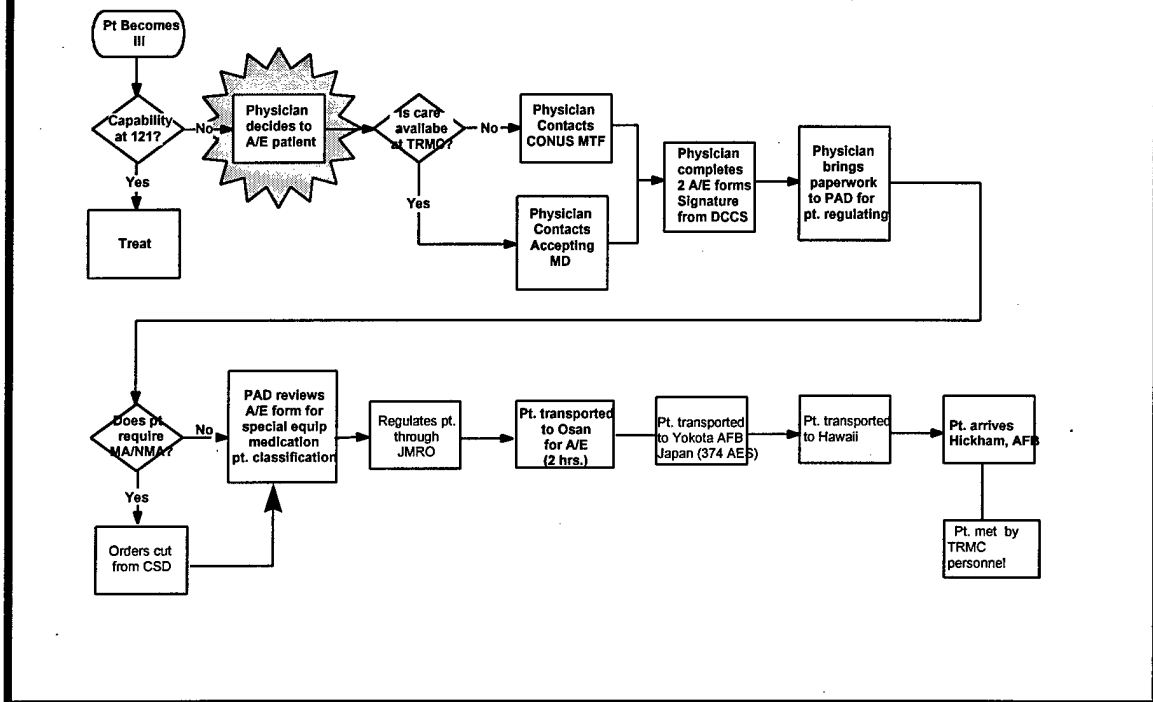 Pt Becomes
Ill
Capability
at 121?
No
Yes
Treat
Physician
decides to
A/E patient
Is care
availabe
at TRMC?
No
Yes
Physician
Contacts
CONUS MTF
Physician
Contacts
Accepting
MD
Physician
completes
2 A/E forms
Signature
from DCCS
Physician
brings
paperwork
to PAD for
pt. regulating
Does pt.
require
MA/NMA?
No
Yes
Orders cut
from CSD
PAD reviews
A/E form for
special equip
medication
pt. classification
Regulates pt.
through
JMRO
Pt. transported
to Osan
for A/E
(2 hrs.)
Pt. transported
to Yokota AFB
Japan (374 AES)
Pt. transported
to Hawaii
Pt. arrives
Hickham, AFB
Pt. met by
TRMC
personnel